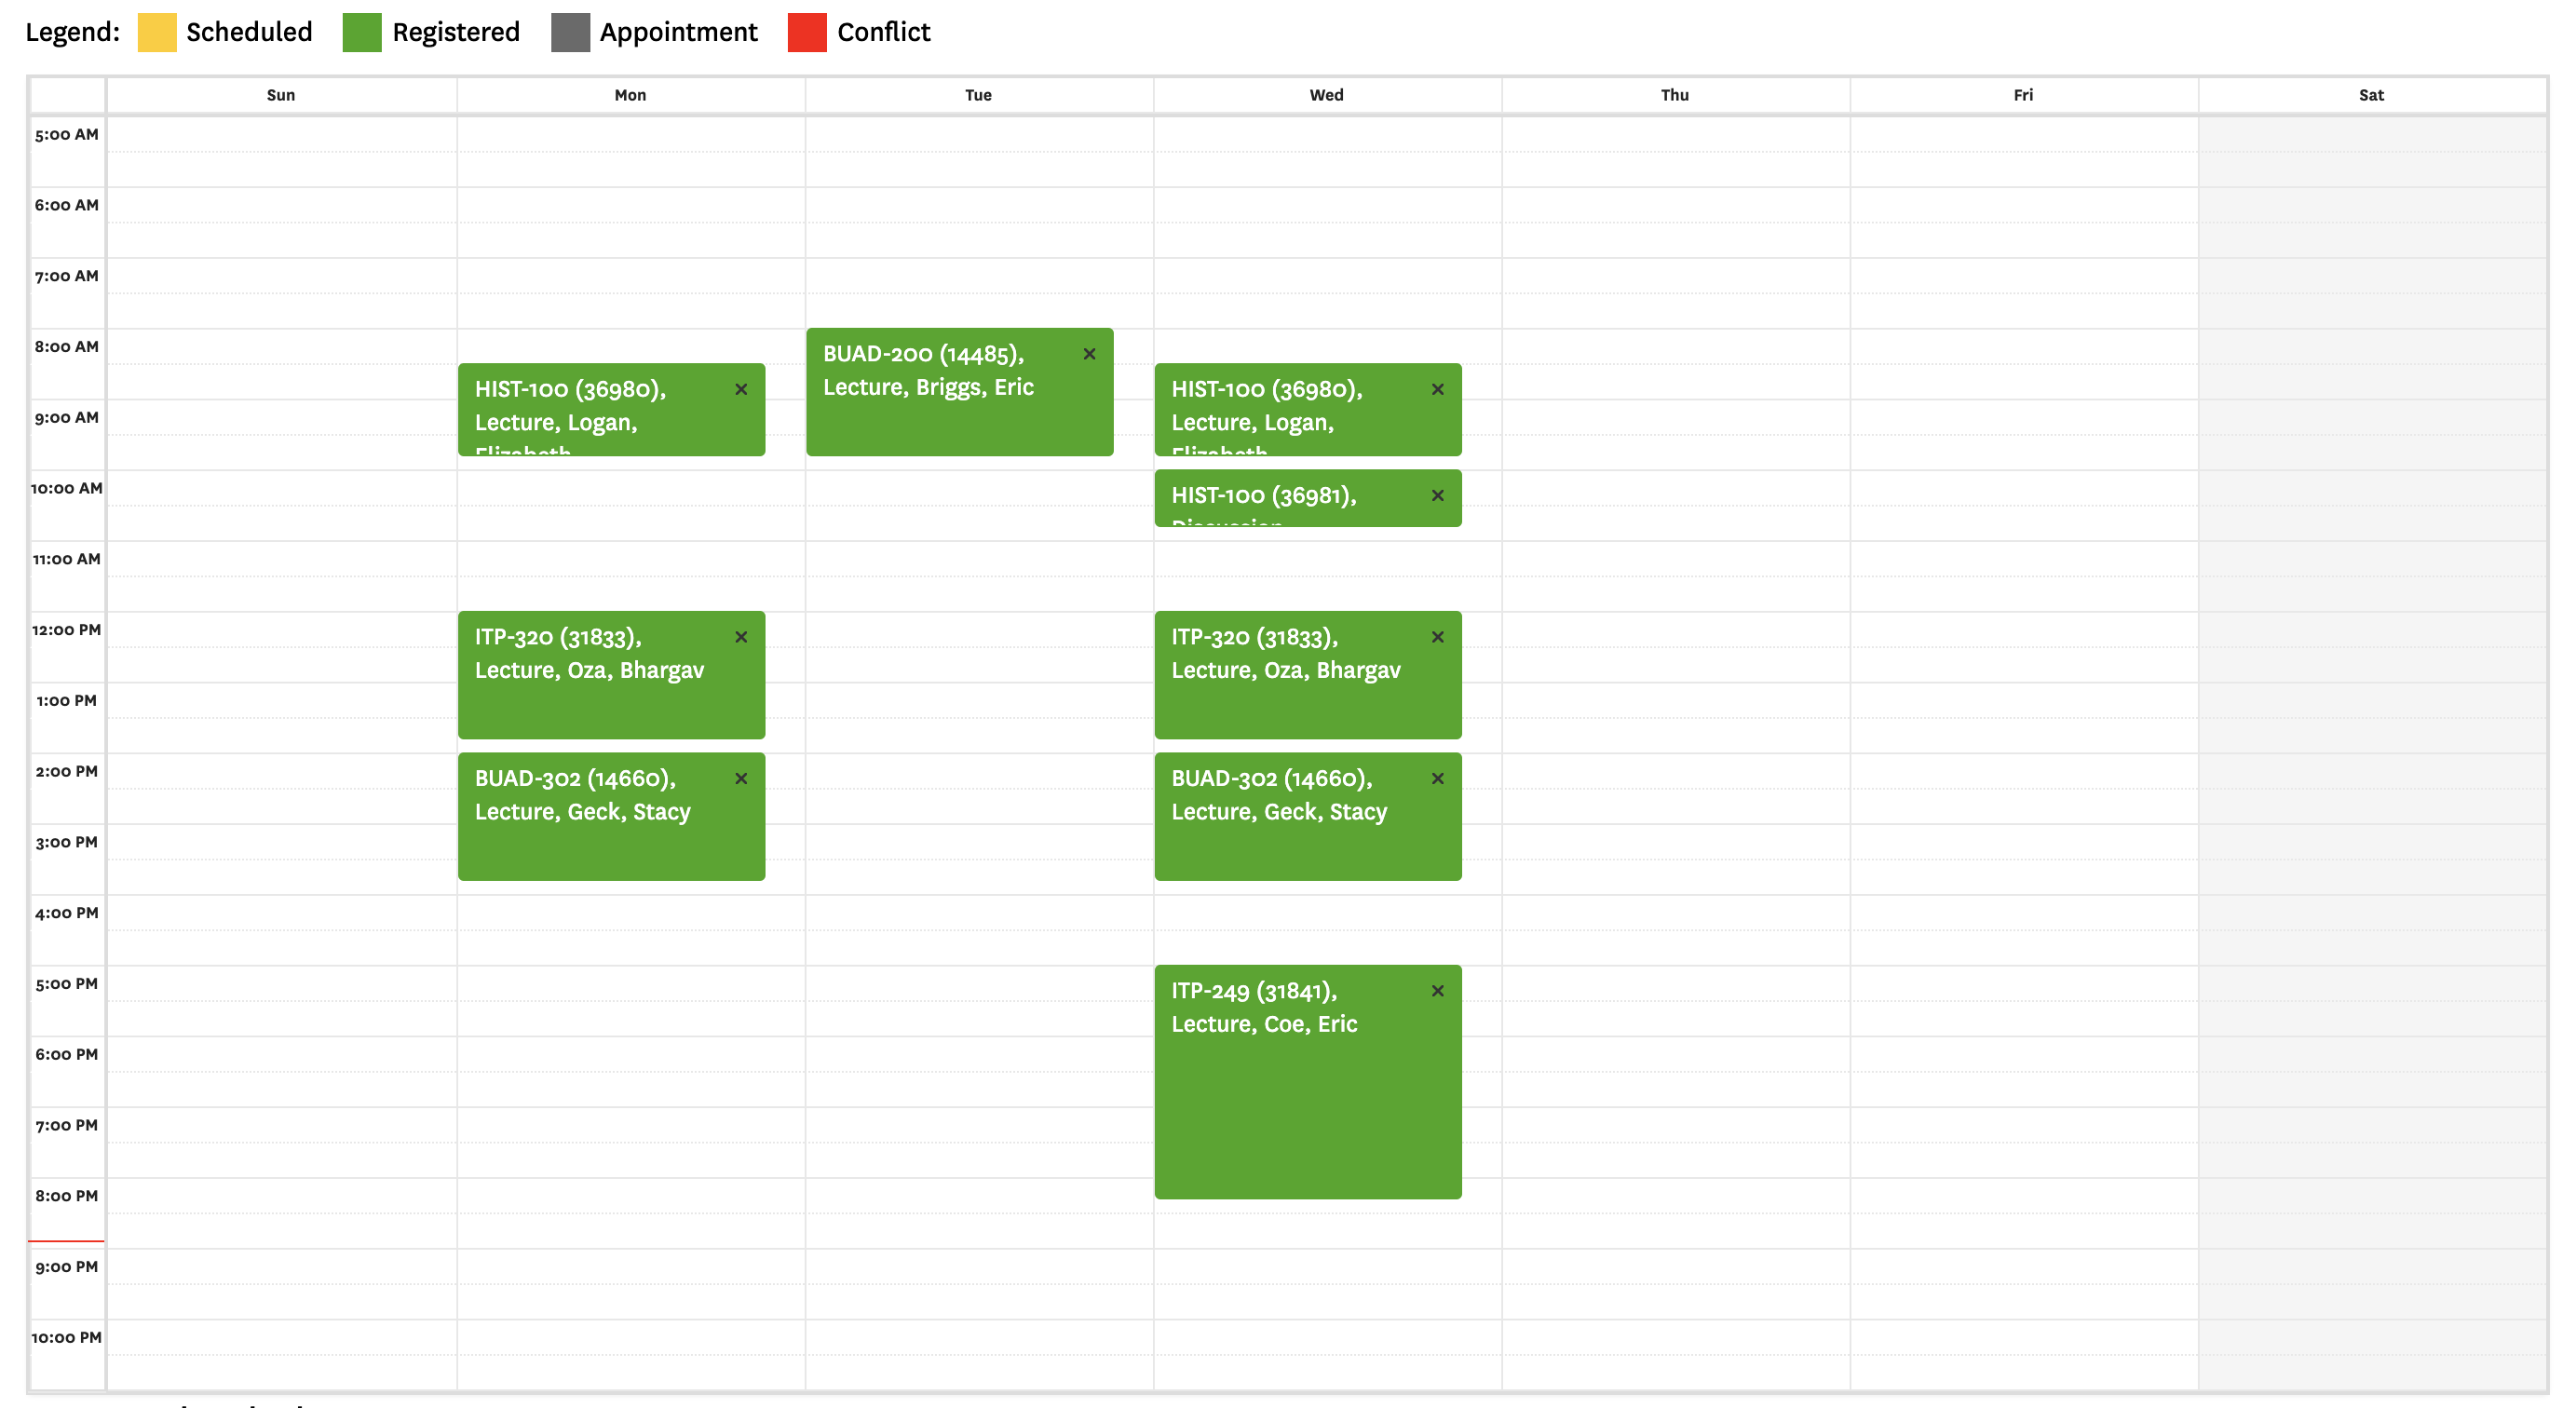 Legend: Scheduled Registered Appointment Conflict
Sun Mon Tue Wed Thu Fri Sat
5:00 AM
6:00 AM
7:00 AM
8:00 AM
BUAD-200 (14485), ×
Lecture, Briggs, Eric
HIST-100 (36980), ×
Lecture, Logan,
Elizabeth
HIST-100 (36980), ×
Lecture, Logan,
Elizabeth
9:00 AM
10:00 AM
HIST-100 (36981), ×
Discussion
11:00 AM
12:00 PM
ITP-320 (31833), ×
Lecture, Oza, Bhargav
ITP-320 (31833), ×
Lecture, Oza, Bhargav
1:00 PM
2:00 PM
BUAD-302 (14660), ×
Lecture, Geck, Stacy
BUAD-302 (14660), ×
Lecture, Geck, Stacy
3:00 PM
4:00 PM
5:00 PM
ITP-249 (31841), ×
Lecture, Coe, Eric
6:00 PM
7:00 PM
8:00 PM
9:00 PM
10:00 PM